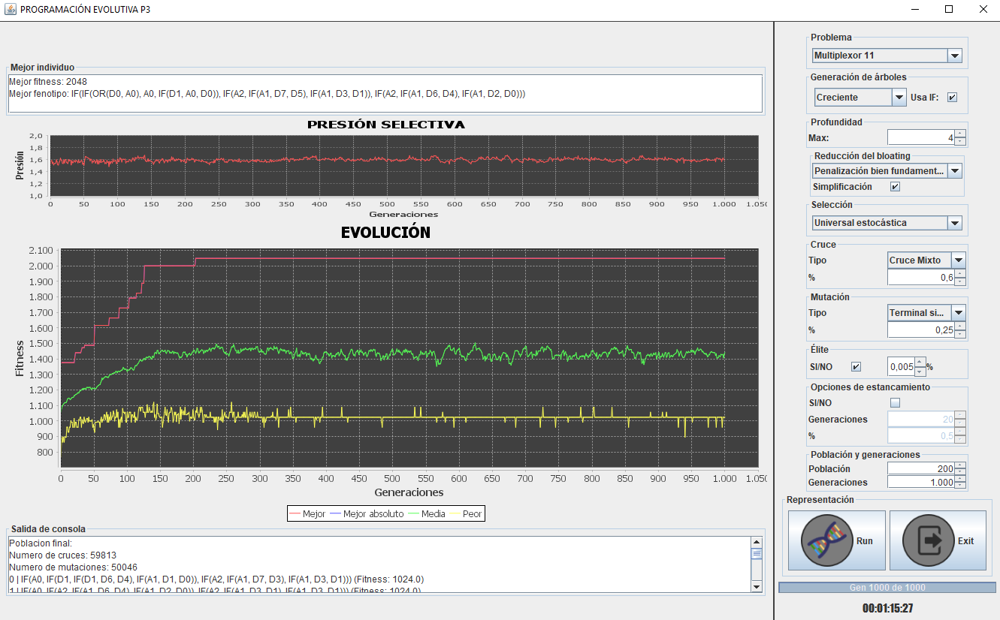 PROGRAMACIÓN EVOLUTIVA P3
Mejor individuo
Mejor fitness: 2048
Mejor fenotipo: IF(IF(OR(D0, A0), A0, IF(D1, A0, D0)), IF(A2, IF(A1, D7, D5), IF(A1, D3, D1)), IF(A2, IF(A1, D6, D4), IF(A1, D2, D0)))
PRESIÓN SELECTIVA
Presión
2,0
1,8
1,6
1,4
1,2
1,0
0 50 100 150 200 250 300 350 400 450 500 550 600 650 700 750 800 850 900 950 1.000 1.050
Generaciones
EVOLUCIÓN
Fitness
2.100
2.000
1.900
1.800
1.700
1.600
1.500
1.400
1.300
1.200
1.100
1.000
900
800
0 50 100 150 200 250 300 350 400 450 500 550 600 650 700 750 800 850 900 950 1.000 1.050
Generaciones
Mejor Mejor absoluto Media Peor
Salida de consola
Poblacion final:
Numero de cruces: 59813
Numero de mutaciones: 50046
0 | IF(A0, IF(D1, IF(D1, D6, D4), IF(A1, D1, D0)), IF(A2, IF(A1, D7, D3), IF(A1, D3, D1))) (Fitness: 1024.0)
1 | IF(A0, IF(A2, IF(A1, D6, D4), IF(A1, D2, D0)), IF(A2, IF(A1, D3, D1), IF(A1, D3, D1))) (Fitness: 1024.0)
Problema
Multiplexor 11
Generación de árboles
Creciente Usa IF:
Profundidad
Max: 4
Reducción del bloating
Penalización bien fundament...
Simplificación
Selección
Universal estocástica
Cruce
Tipo Cruce Mixto
% 0,6
Mutación
Tipo Terminal si...
% 0,25
Élite
SI/NO 0,005 %
Opciones de estancamiento
SI/NO
Generaciones 20
% 0,5
Población y generaciones
Población 200
Generaciones 1.000
Representación
Run Exit
Gen 1000 de 1000
00:01:15:27